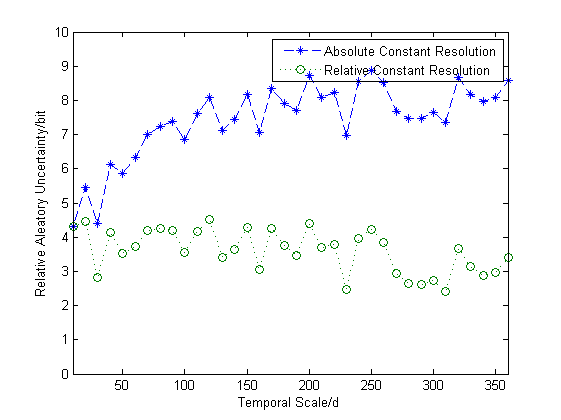 10
9
8
7
6
5
4
3
2
1
0
Relative Aleatory Uncertainty/bit
Absolute Constant Resolution
Relative Constant Resolution
50 100 150 200 250 300 350
Temporal Scale/d